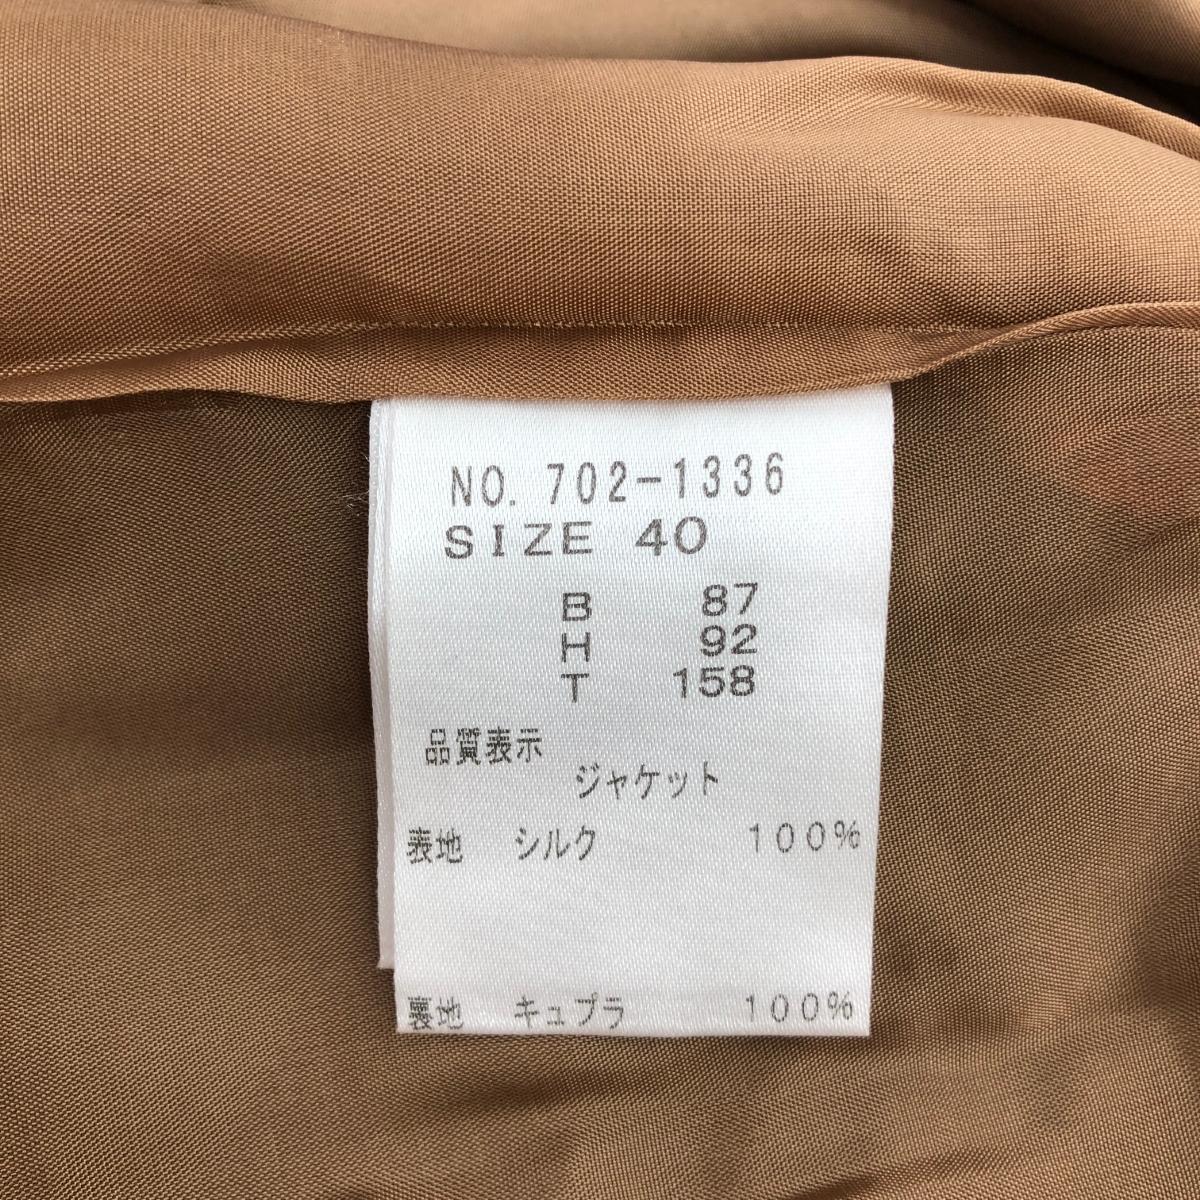 NO. 702-1336
SIZE 40
B 87
H 92
T 158
品質表示
ジャケット
表地 シルク 100%
裏地 キュプラ 100%